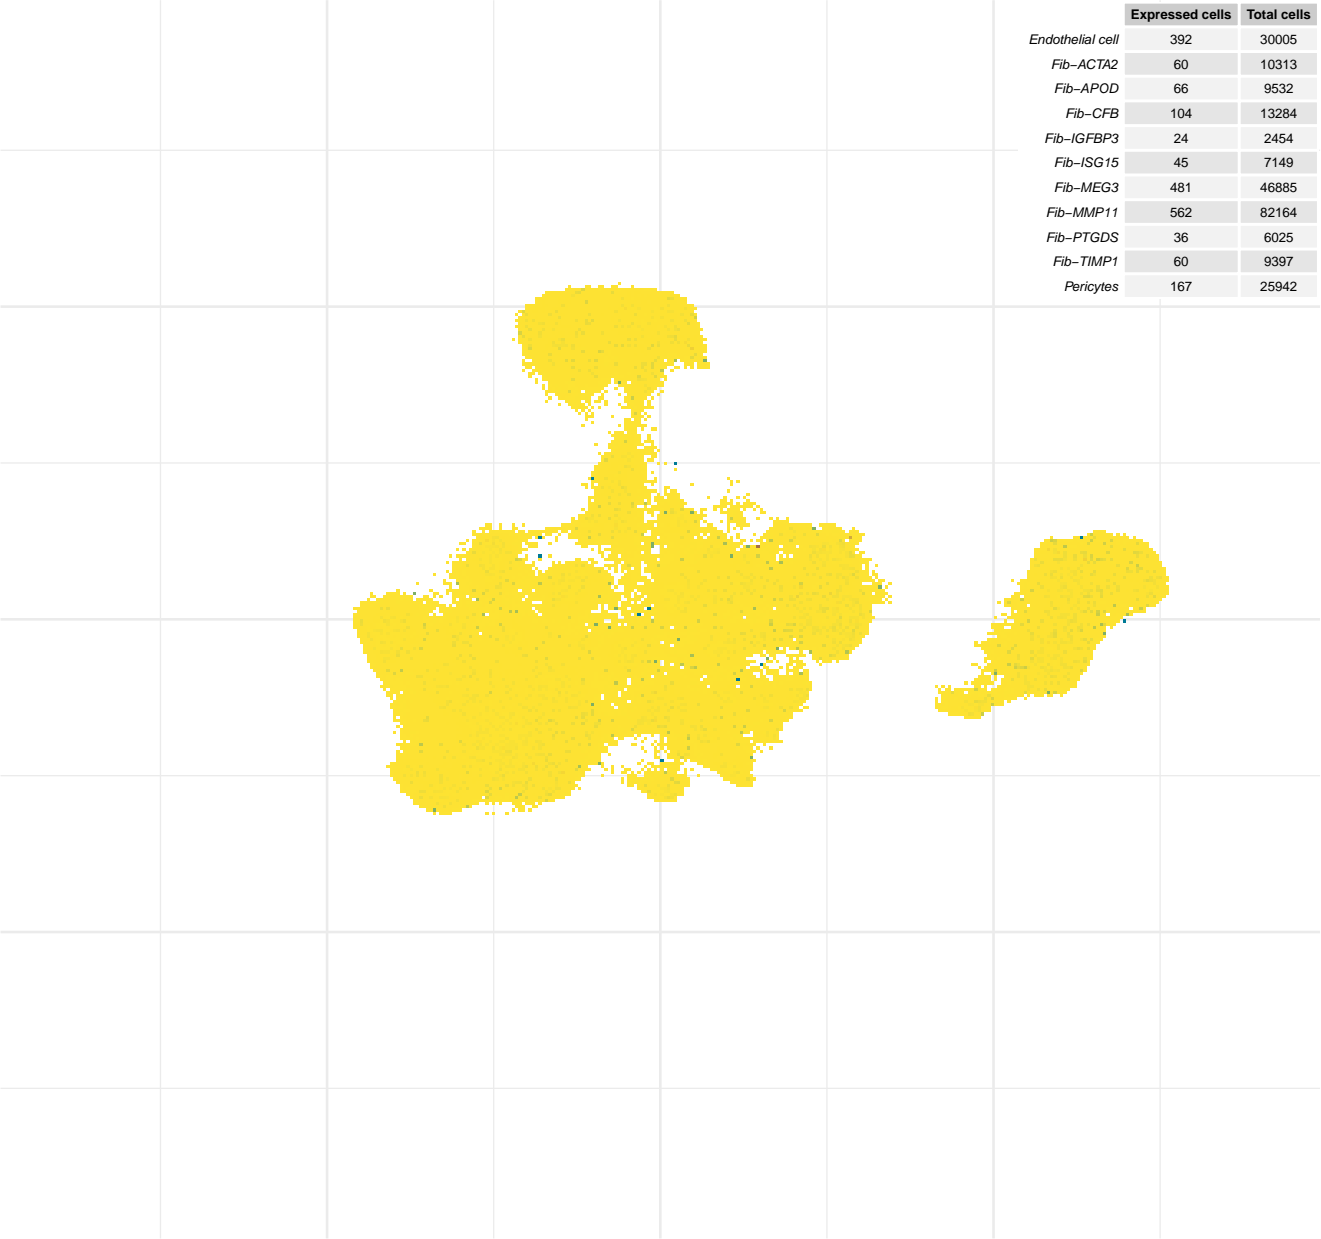 Expressed cells Total cells
Endothelial cell 392 30005
Fib−ACTA2 60 10313
Fib−APOD 66 9532
Fib−CFB 104 13284
Fib−IGFBP3 24 2454
Fib−ISG15 45 7149
Fib−MEG3 481 46885
Fib−MMP11 562 82164
Fib−PTGDS 36 6025
Fib−TIMP1 60 9397
Pericytes 167 25942